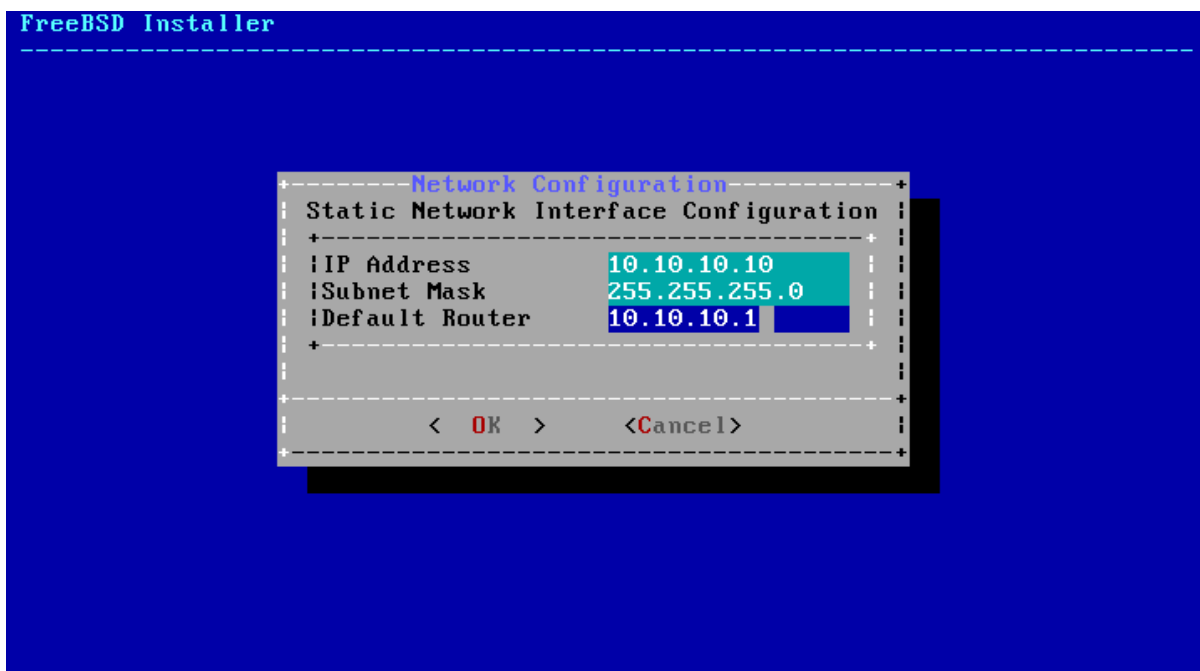 FreeBSD Installer
Network Configuration
Static Network Interface Configuration
IP Address 10.10.10.10
Subnet Mask 255.255.255.0
Default Router 10.10.10.1
< OK > <Cancel>